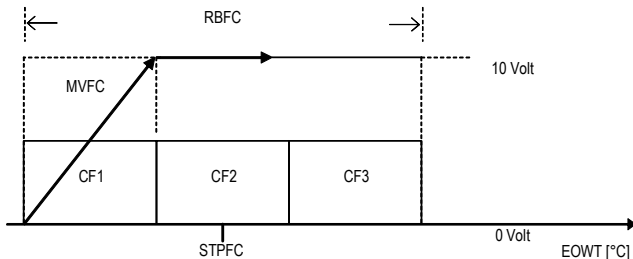 RBFC
10 Volt
MVFC
CF1
CF2
CF3
0 Volt
STPFC
EOWT [°C]